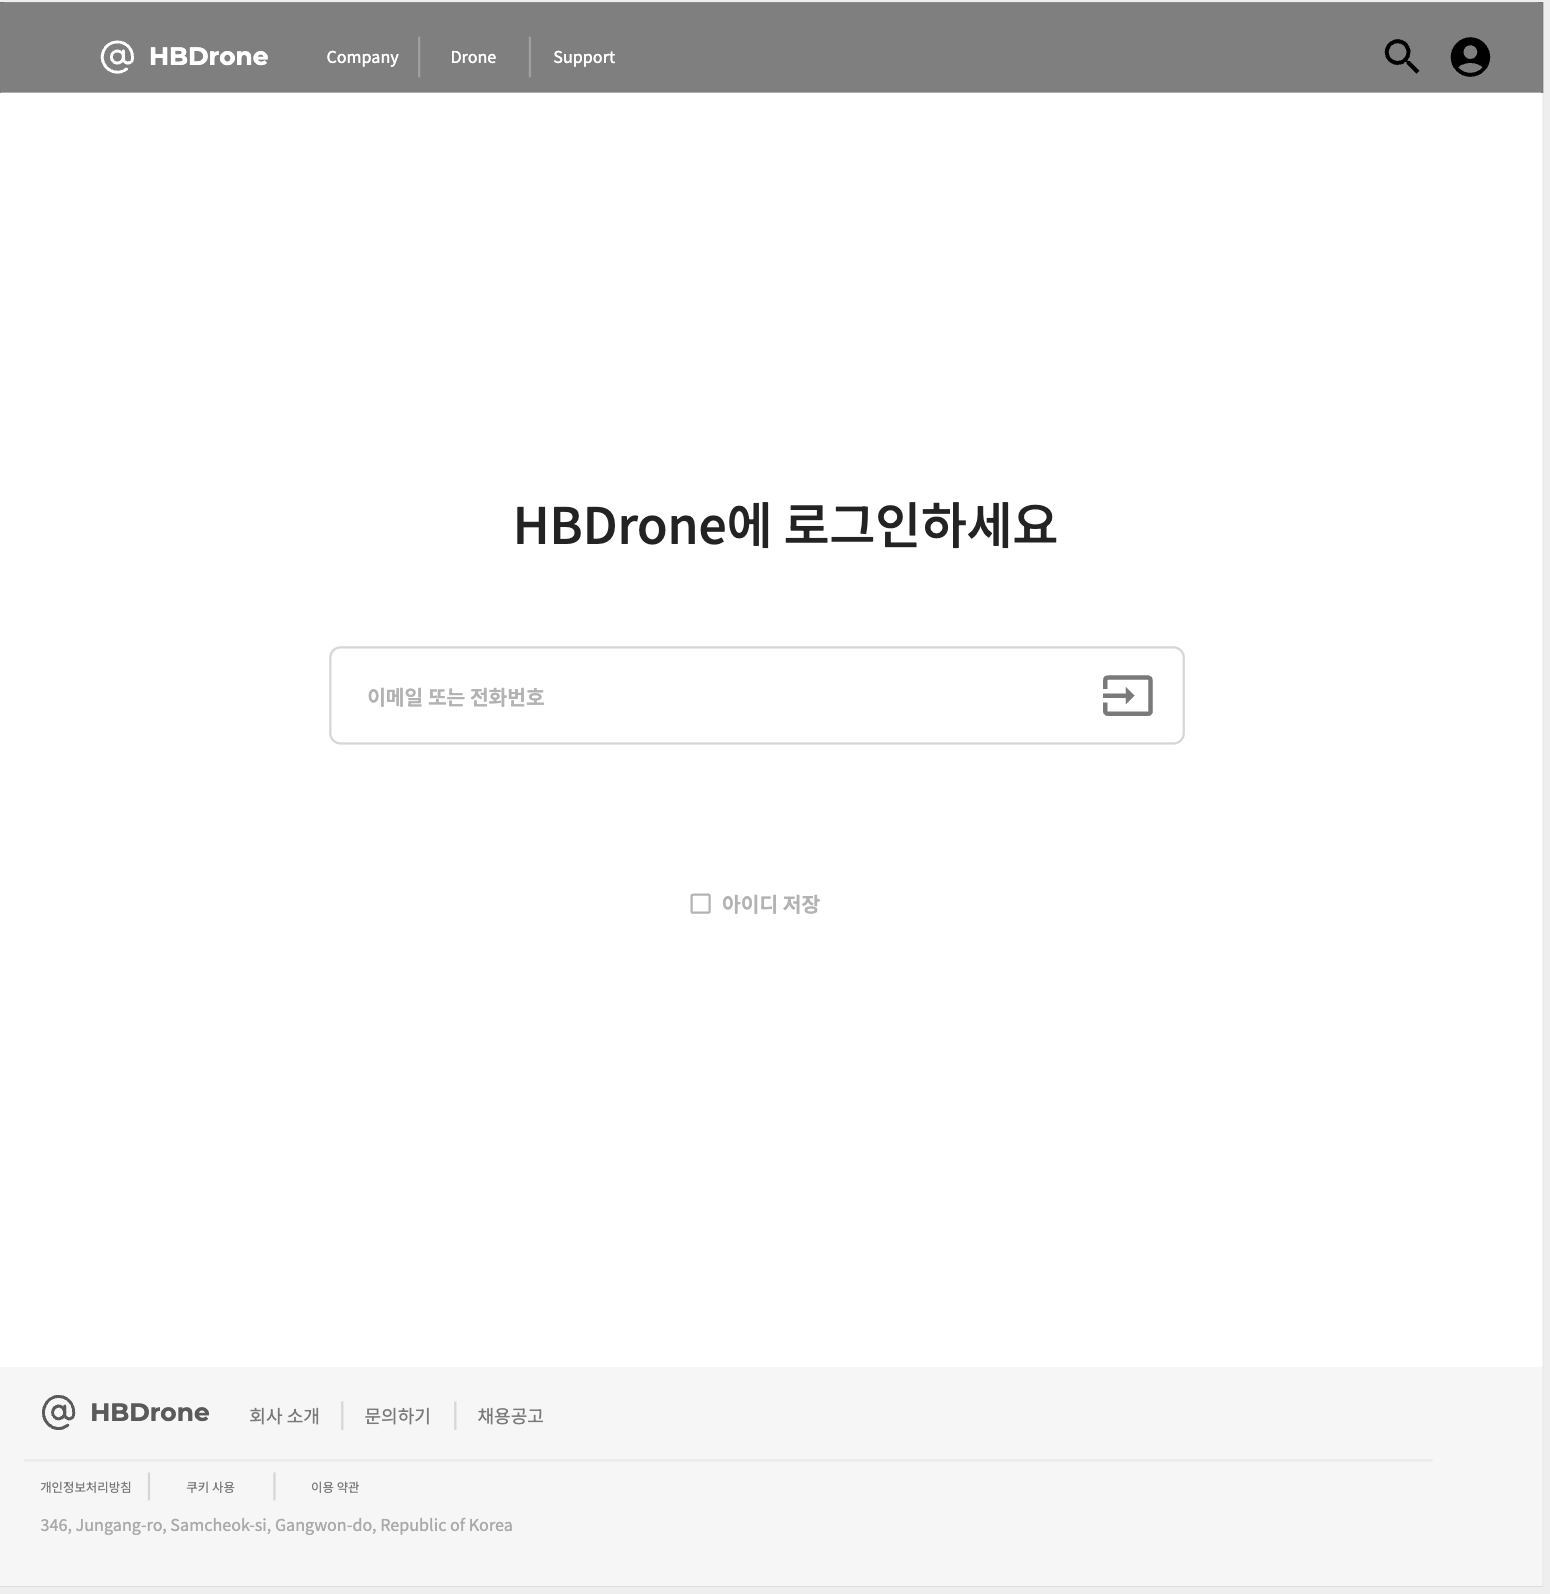 @ HBDrone Company Drone Support
HBDrone에 로그인하세요
이메일 또는 전화번호
아이디 저장
@ HBDrone 회사 소개 문의하기 채용공고
개인정보처리방침 쿠키 사용 이용 약관
346, Jungang-ro, Samcheok-si, Gangwon-do, Republic of Korea